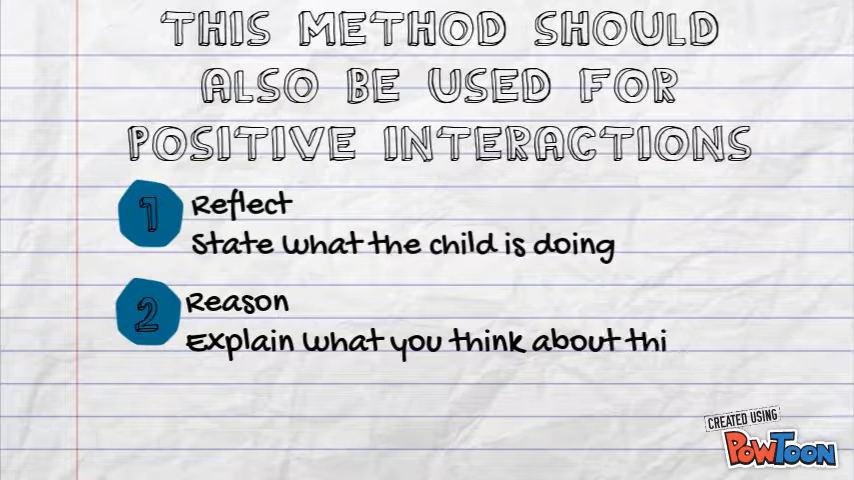 THIS METHOD SHOULD
ALSO BE USED FOR
POSITIVE INTERACTIONS
1 Reflect
State what the child is doing
2 Reason
Explain what you think about thi
CREATED USING
POWTOON